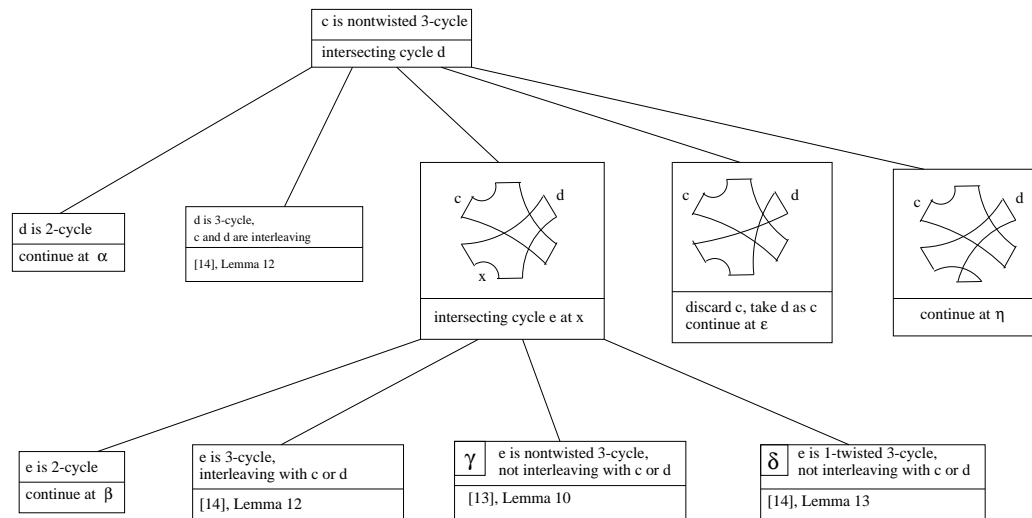 c is nontwisted 3-cycle
intersecting cycle d
d is 2-cycle
continue at α
d is 3-cycle,
c and d are interleaving
[14], Lemma 12
c
d
x
intersecting cycle e at x
c
d
discard c, take d as c
continue at ε
c
d
continue at η
e is 2-cycle
continue at β
e is 3-cycle,
interleaving with c or d
[14], Lemma 12
γ e is nontwisted 3-cycle,
not interleaving with c or d
[13], Lemma 10
δ e is 1-twisted 3-cycle,
not interleaving with c or d
[14], Lemma 13